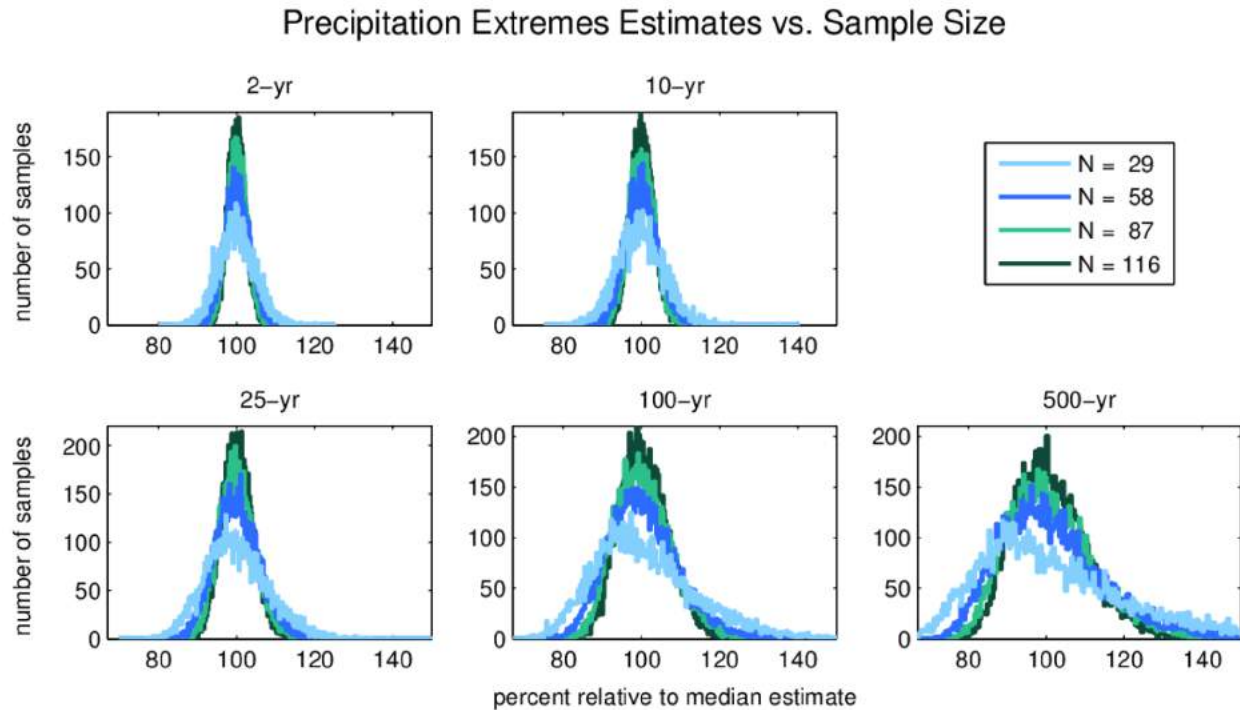 Precipitation Extremes Estimates vs. Sample Size
2-yr
10-yr
number of samples
150
100
50
0
80 100 120 140
150
100
50
0
80 100 120 140
N = 29
N = 58
N = 87
N = 116
25-yr
100-yr
500-yr
number of samples
200
150
100
50
0
80 100 120 140
200
150
100
50
0
80 100 120 140
200
150
100
50
0
80 100 120 140
percent relative to median estimate